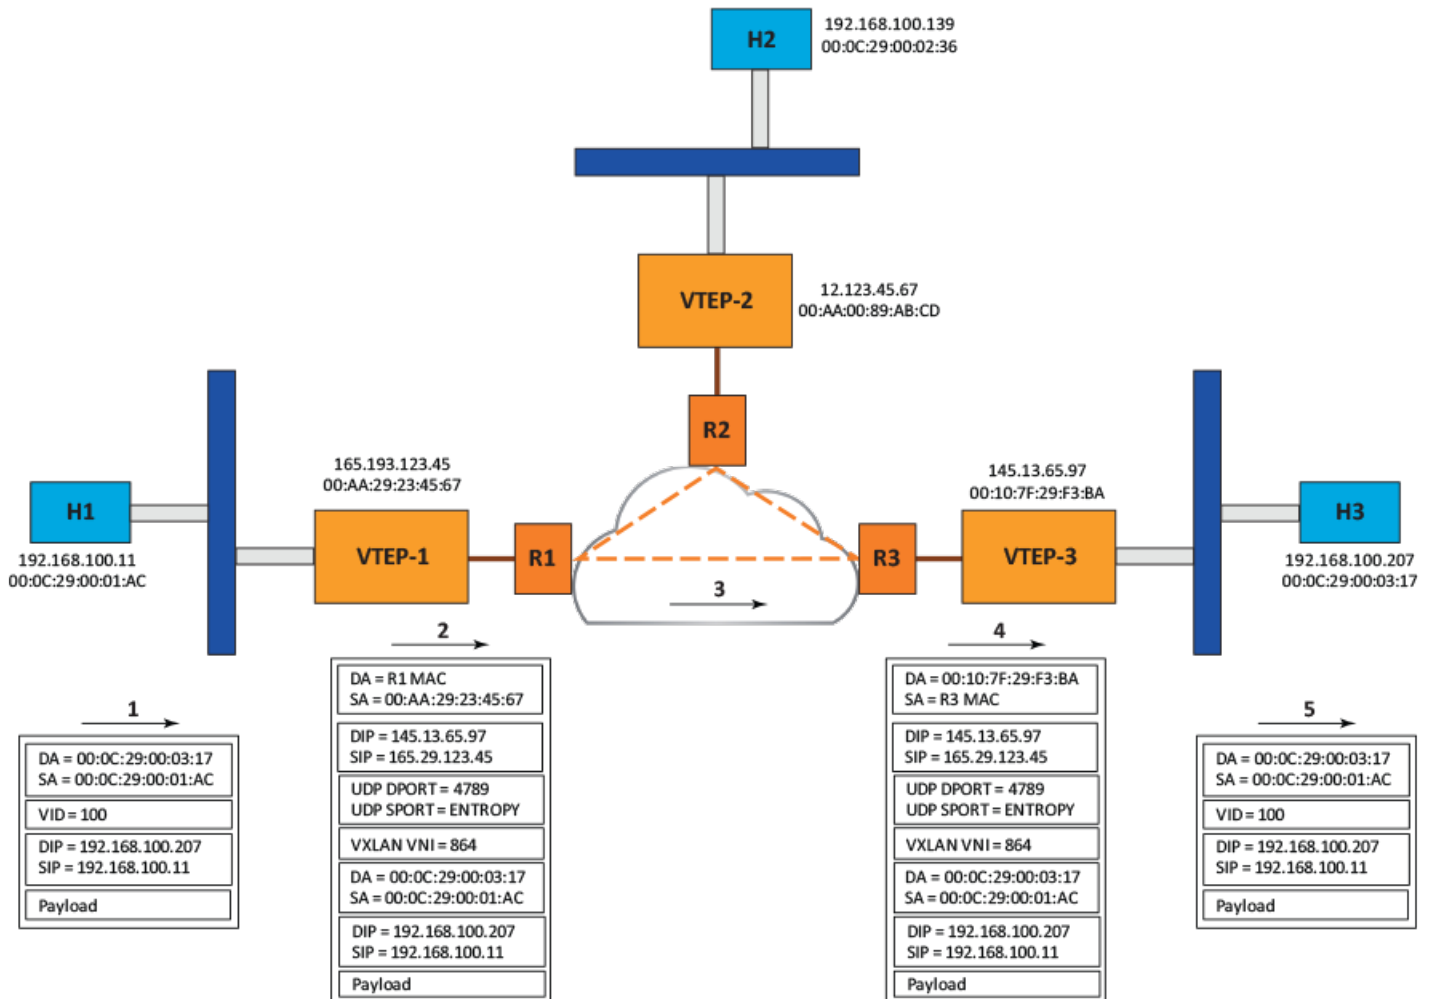 H2
192.168.100.139
00:0C:29:00:02:36
VTEP-2
12.123.45.67
00:AA:00:89:AB:CD
R2
165.193.123.45
00:AA:29:23:45:67
145.13.65.97
00:10:7F:29:F3:BA
H1
192.168.100.11
00:0C:29:00:01:AC
VTEP-1
R1
R3
VTEP-3
H3
192.168.100.207
00:0C:29:00:03:17
3
1
DA = 00:0C:29:00:03:17
SA = 00:0C:29:00:01:AC
VID = 100
DIP = 192.168.100.207
SIP = 192.168.100.11
Payload
2
DA = R1 MAC
SA = 00:AA:29:23:45:67
DIP = 145.13.65.97
SIP = 165.29.123.45
UDP DPORT = 4789
UDP SPORT = ENTROPY
VXLAN VNI = 864
DA = 00:0C:29:00:03:17
SA = 00:0C:29:00:01:AC
DIP = 192.168.100.207
SIP = 192.168.100.11
Payload
4
DA = 00:10:7F:29:F3:BA
SA = R3 MAC
DIP = 145.13.65.97
SIP = 165.29.123.45
UDP DPORT = 4789
UDP SPORT = ENTROPY
VXLAN VNI = 864
DA = 00:0C:29:00:03:17
SA = 00:0C:29:00:01:AC
DIP = 192.168.100.207
SIP = 192.168.100.11
Payload
5
DA = 00:0C:29:00:03:17
SA = 00:0C:29:00:01:AC
VID = 100
DIP = 192.168.100.207
SIP = 192.168.100.11
Payload